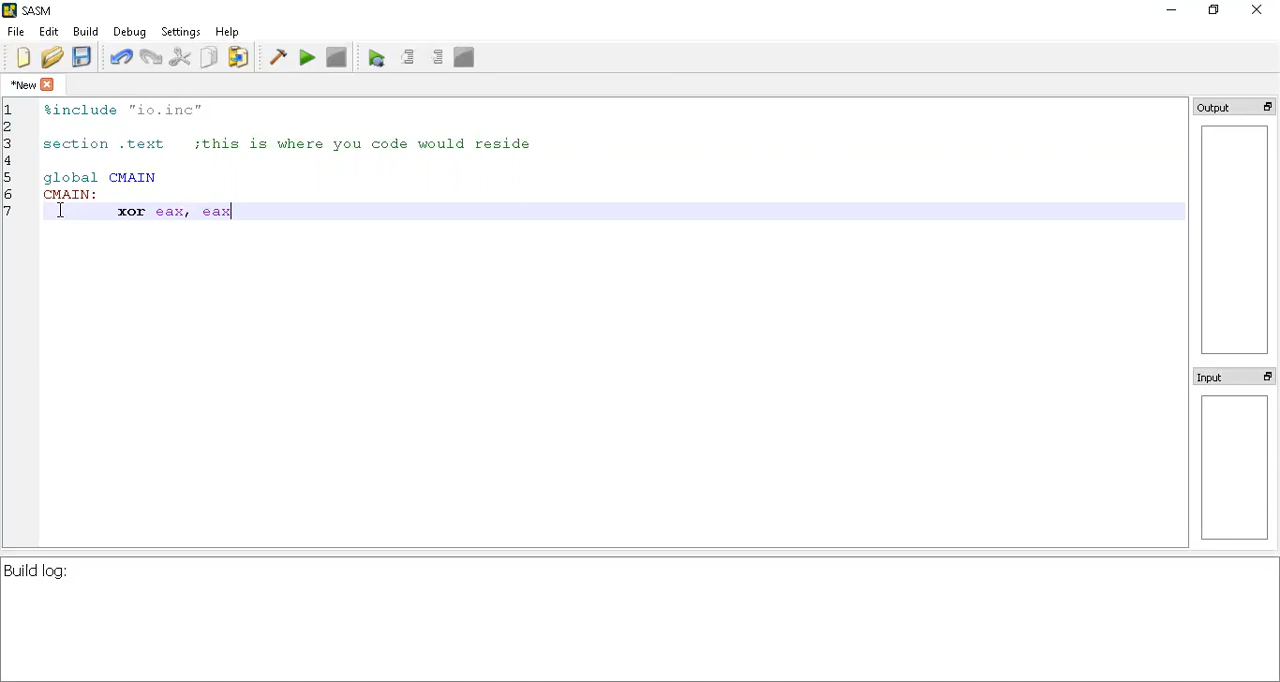 SASM
File Edit Build Debug Settings Help
*New
1 %include "io.inc"
2
3 section .text ;this is where you code would reside
4
5 global CMAIN
6 CMAIN:
7 xor eax, eax
Output
Input
Build log: